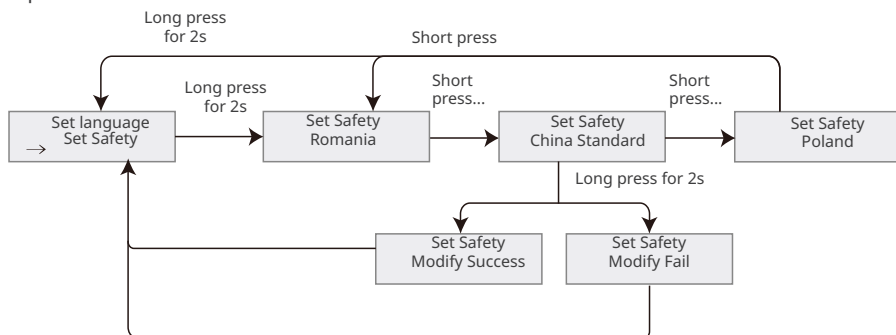 Long press
for 2s
Short press
Long press
for 2s
Short
press...
Short
press...
Set language
→ Set Safety
Set Safety
Romania
Set Safety
China Standard
Set Safety
Poland
Long press for 2s
Set Safety
Modify Success
Set Safety
Modify Fail